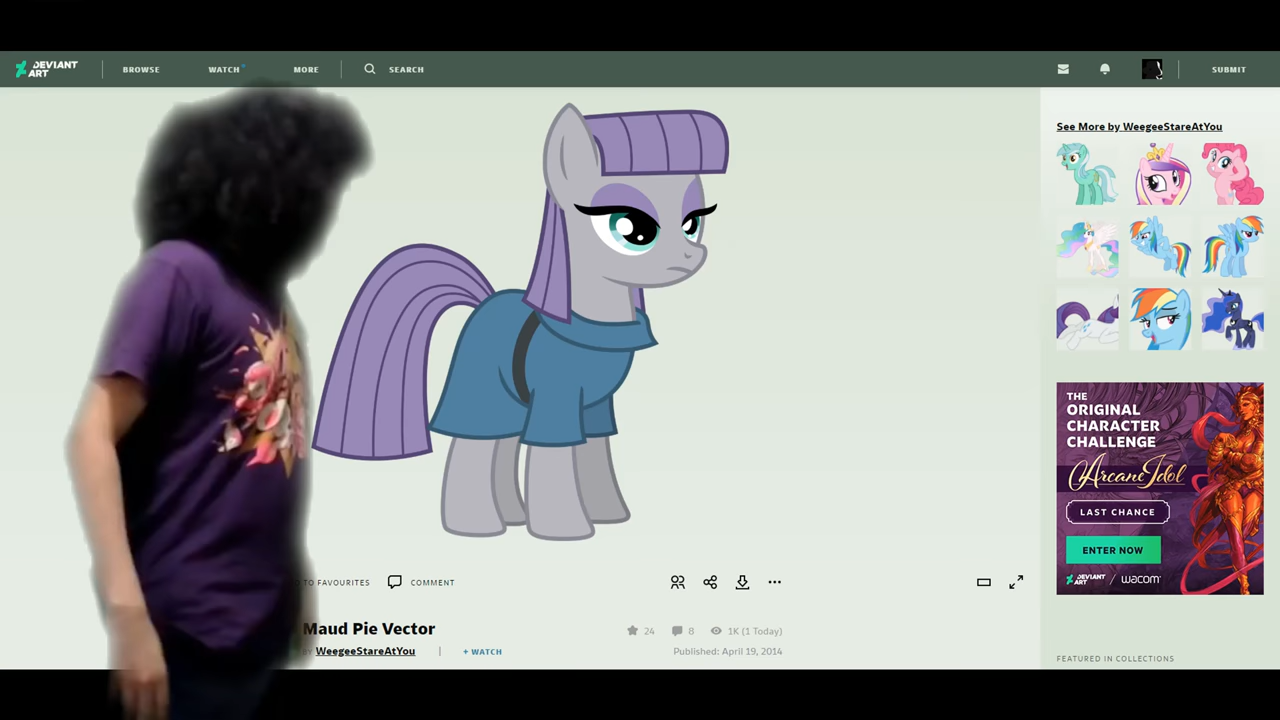 DEVIANT
ART
BROWSE
WATCH
MORE
SEARCH
SUBMIT
See More by WeegeeStareAtYou
THE
ORIGINAL
CHARACTER
CHALLENGE
ArcaneIdol
LAST CHANCE
ENTER NOW
DEVIANT
ART
/ wacom
TO FAVOURITES
COMMENT
Maud Pie Vector
24
8
1K (1 Today)
BY WeegeeStareAtYou
+ WATCH
Published: April 19, 2014
FEATURED IN COLLECTIONS